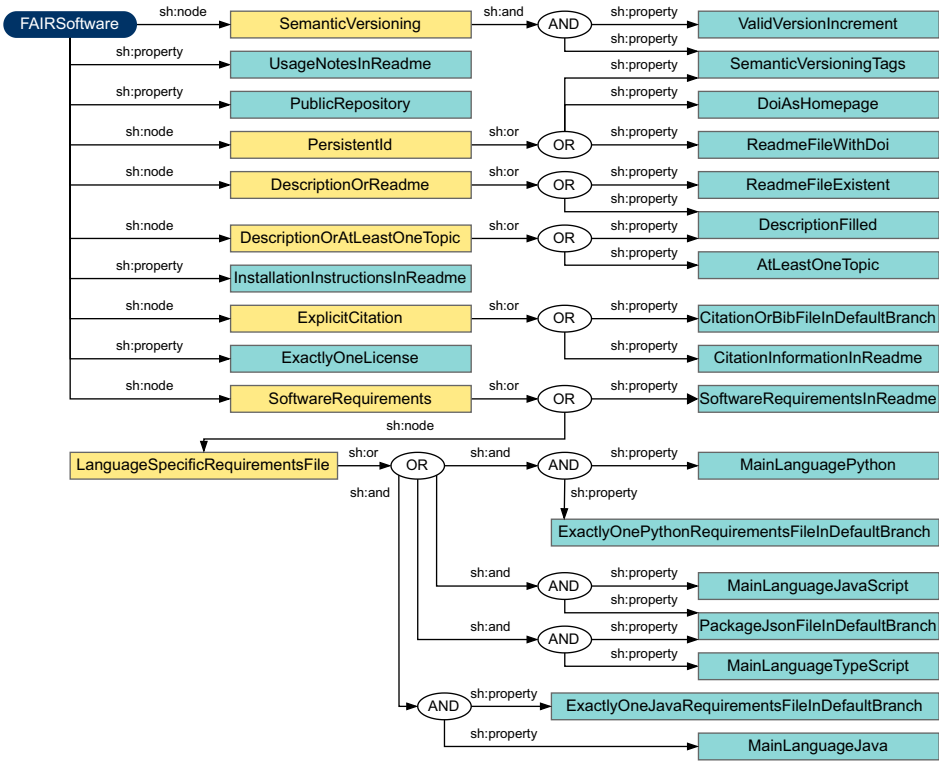 FAIRSoftware
sh:node
SemanticVersioning
sh:and
AND
sh:property
ValidVersionIncrement
sh:property
UsageNotesInReadme
sh:property
SemanticVersioningTags
sh:property
PublicRepository
DoiAsHomepage
sh:node
PersistentId
sh:or
OR
sh:property
ReadmeFileWithDoi
sh:node
DescriptionOrReadme
sh:or
OR
sh:property
ReadmeFileExistent
sh:property
DescriptionFilled
sh:node
DescriptionOrAtLeastOneTopic
sh:or
OR
sh:property
sh:property
AtLeastOneTopic
sh:property
InstallationInstructionsInReadme
sh:node
ExplicitCitation
sh:or
OR
sh:property
CitationOrBibFileInDefaultBranch
sh:property
ExactlyOneLicense
sh:property
CitationInformationInReadme
sh:node
SoftwareRequirements
sh:or
OR
sh:property
SoftwareRequirementsInReadme
sh:node
LanguageSpecificRequirementsFile
sh:or
OR
sh:and
AND
sh:property
MainLanguagePython
sh:and
sh:property
ExactlyOnePythonRequirementsFileInDefaultBranch
sh:and
AND
sh:property
MainLanguageJavaScript
sh:property
PackageJsonFileInDefaultBranch
sh:and
AND
sh:property
sh:property
MainLanguageTypeScript
AND
sh:property
ExactlyOneJavaRequirementsFileInDefaultBranch
sh:property
MainLanguageJava